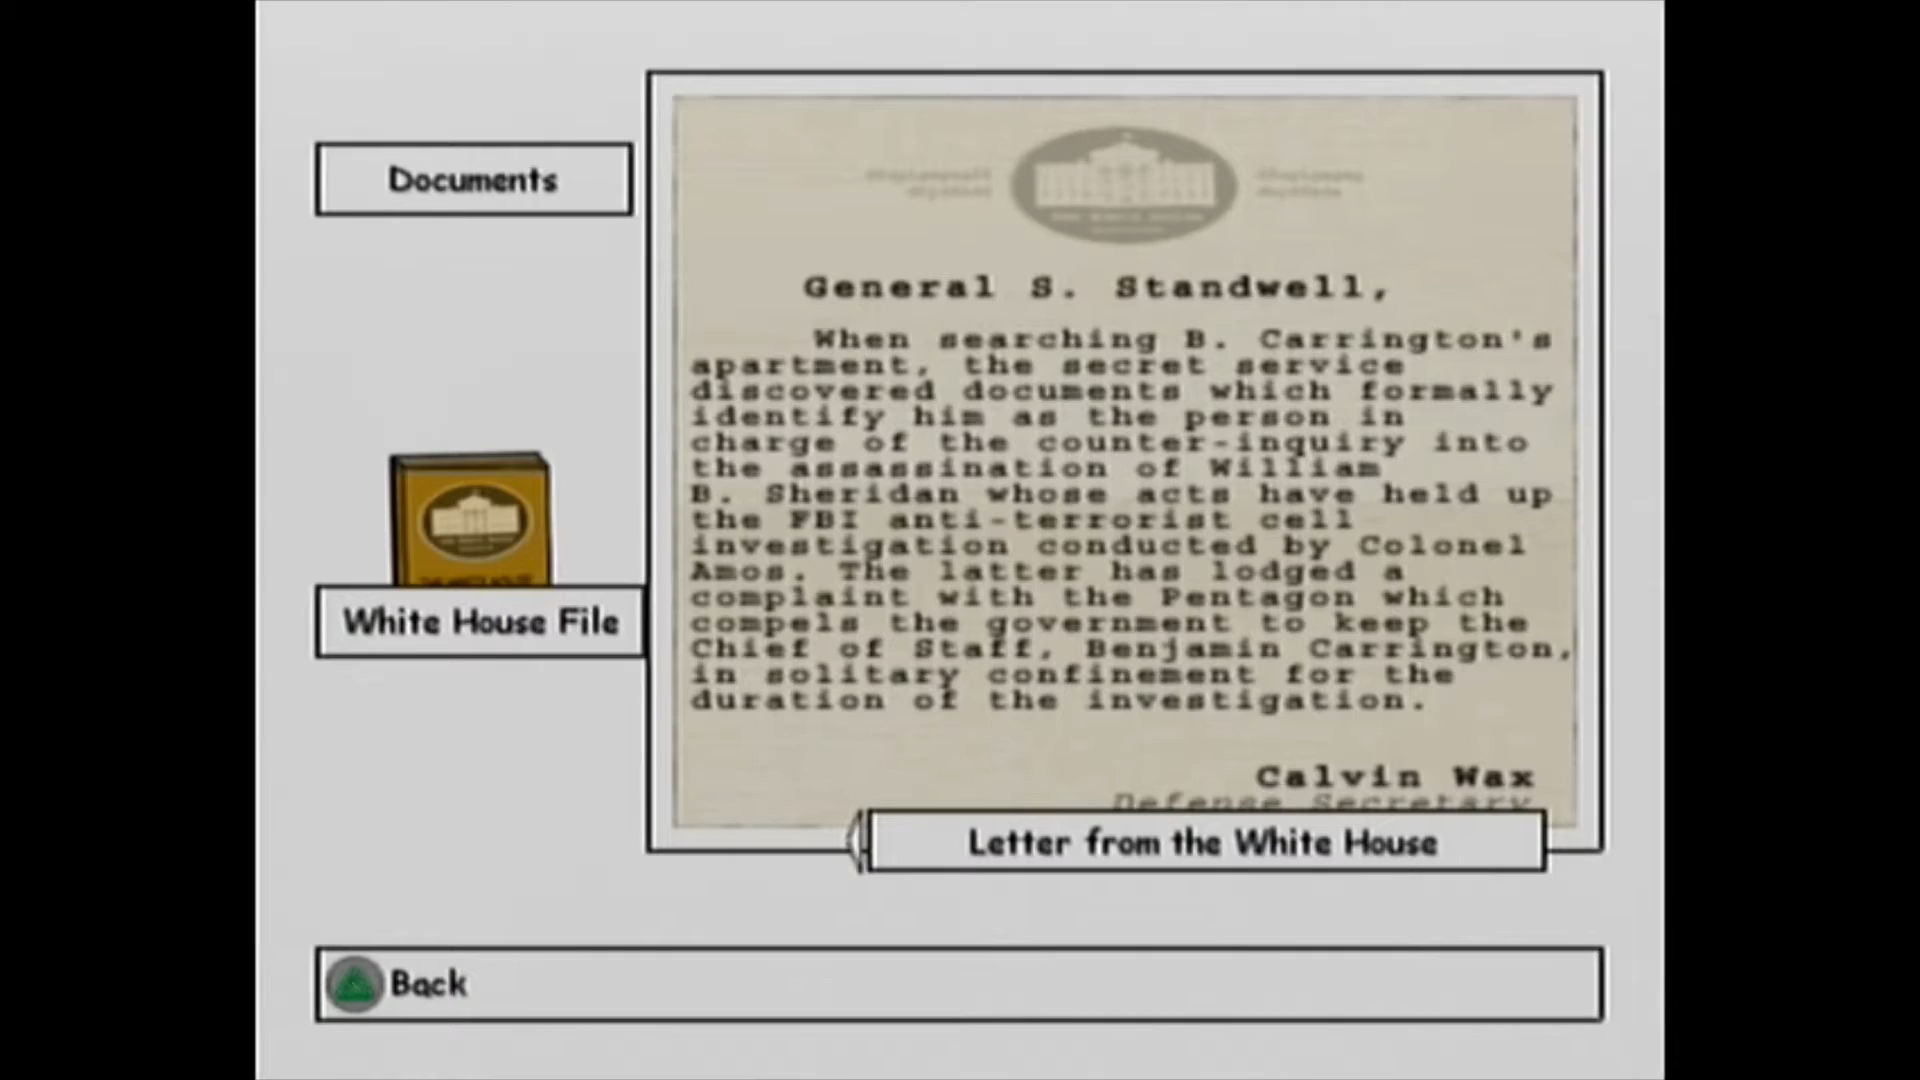 Documents
White House File
General S. Standwell,
When searching B. Carrington's
apartment, the secret service
discovered documents which formally
identify him as the person in
charge of the counter-inquiry into
the assassination of William
B. Sheridan whose acts have held up
the FBI anti-terrorist cell
investigation conducted by Colonel
Amos. The latter has lodged a
complaint with the Pentagon which
compels the government to keep the
Chief of Staff, Benjamin Carrington,
in solitary confinement for the
duration of the investigation.
Calvin Wax
Defense Secretary
Letter from the White House
Back